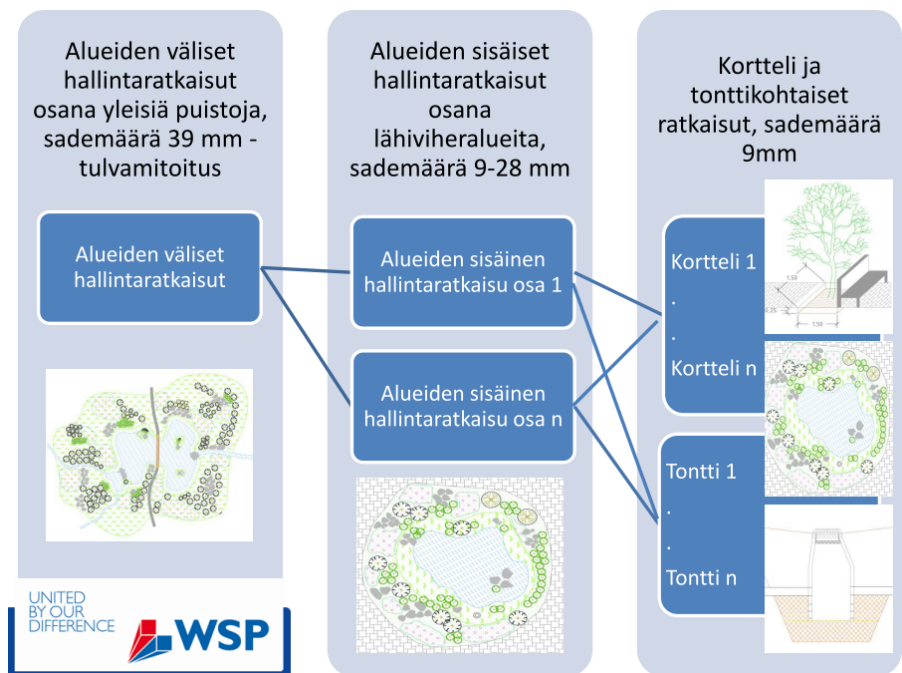 Alueiden väliset
hallintaratkaisut
osana yleisiä puistoja,
sademäärä 39 mm -
tulvamitoitus
Alueiden väliset
hallintaratkaisut
UNITED
BY OUR
DIFFERENCE
WSP
Alueiden sisäiset
hallintaratkaisut
osana
lähiviheralueita,
sademäärä 9-28 mm
Alueiden sisäinen
hallintaratkaisu osa 1
Alueiden sisäinen
hallintaratkaisu osa n
Kortteli ja
tonttikohtaiset
ratkaisut, sademäärä
9mm
Kortteli 1
.
.
Kortteli n
Tontti 1
.
.
Tontti n